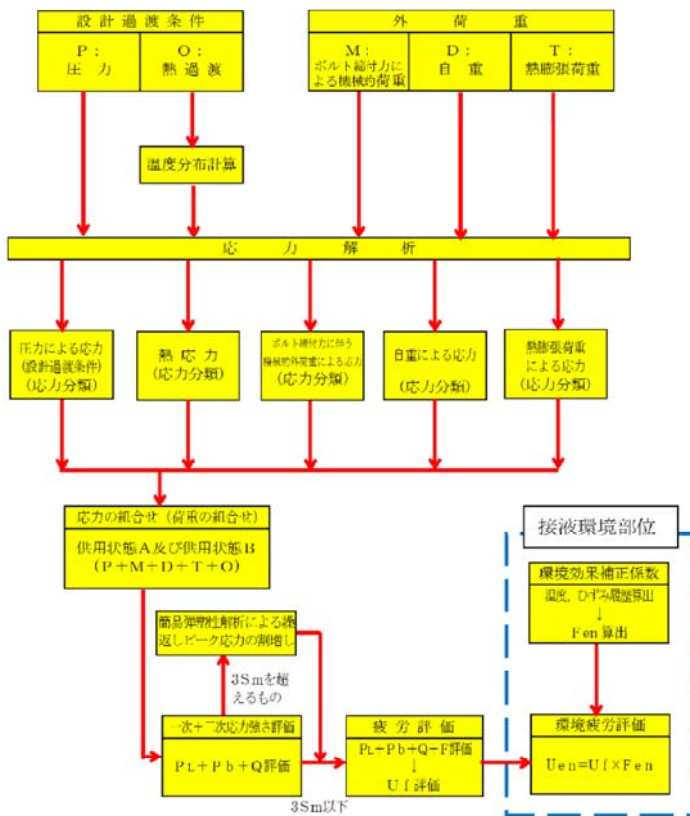 設計過渡条件
P：
圧力
O：
熱過渡
外荷重
M：
ボルト締付力
による機械的荷重
D：
自重
T：
熱膨張荷重
温度分布計算
応力解析
圧力による応力
(設計過渡条件)
(応力分類)
熱応力
(応力分類)
ボルト締付力に伴う
機械的外荷重による応力
(応力分類)
自重による応力
(応力分類)
熱膨張荷重
による応力
(応力分類)
応力の組合せ（荷重の組合せ）
供用状態A及び供用状態B
(P+M+D+T+O)
簡易弾塑性解析による繰
返しピーク応力の割増し
3Smを超
えるもの
一次+二次応力強さ評価
PL+Pb+Q評価
3Sm以下
疲労評価
PL+Pb+Q+F評価
↓
Uf評価
接液環境部位
環境効果補正係数
温度、ひずみ履歴算出
↓
Fen算出
環境疲労評価
Uen=Uf×Fen